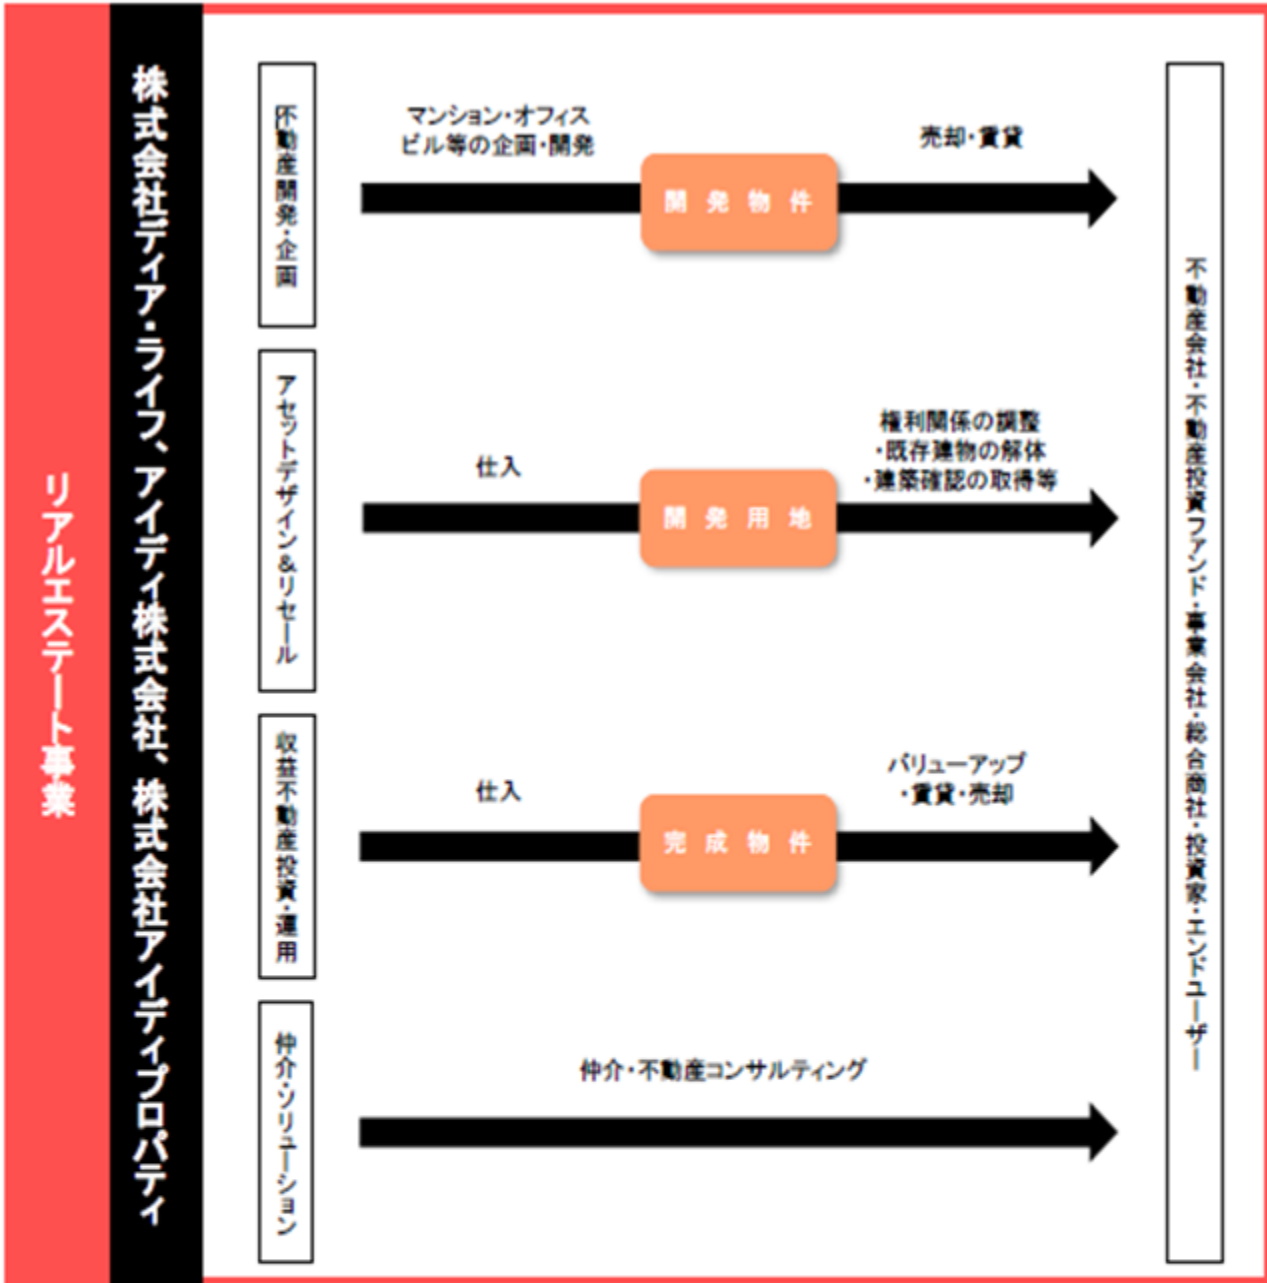 リアルエステート事業
株式会社ディア・ライフ、アイディ株式会社、株式会社アイディプロパティ
不動産開発・企画
マンション・オフィス
ビル等の企画・開発
開発物件
売却・賃貸
アセットデザイン＆リセール
仕入
開発用地
権利関係の調整
・既存建物の解体
・建築確認の取得等
収益不動産投資・運用
仕入
完成物件
バリューアップ
・賃貸・売却
仲介・ソリューション
仲介・不動産コンサルティング
不動産会社・不動産投資ファンド・事業会社・総合商社・投資家・エンドユーザー